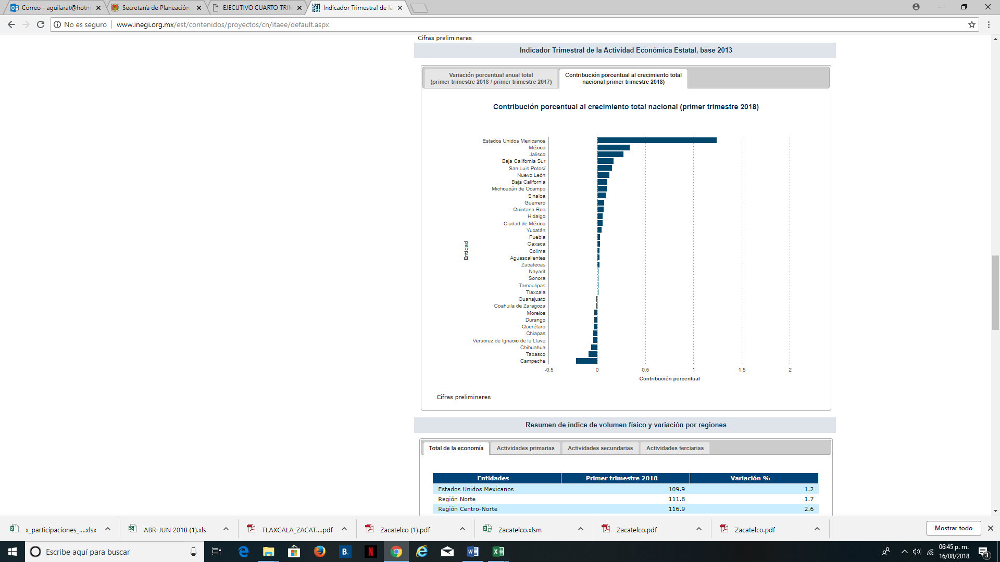 Correo - aguilarat@hotm
Secretaría de Planeación
EJECUTIVO CUARTO TRIM
Indicador Trimestral de la
No es seguro
www.inegi.org.mx/est/contenidos/proyectos/cn/itaee/default.aspx
Cifras preliminares
Indicador Trimestral de la Actividad Económica Estatal, base 2013
Variación porcentual anual total
(primer trimestre 2018 / primer trimestre 2017)
Contribución porcentual al crecimiento total
nacional primer trimestre 2018)
Contribución porcentual al crecimiento total nacional (primer trimestre 2018)
Estados Unidos Mexicanos
México
Jalisco
Baja California Sur
San Luis Potosí
Nuevo León
Baja California
Michoacán de Ocampo
Sinaloa
Guerrero
Quintana Roo
Hidalgo
Ciudad de México
Yucatán
Puebla
Oaxaca
Colima
Aguascalientes
Zacatecas
Nayarit
Sonora
Tamaulipas
Tlaxcala
Guanajuato
Coahuila de Zaragoza
Morelos
Durango
Querétaro
Chiapas
Veracruz de Ignacio de la Llave
Chihuahua
Tabasco
Campeche
Entidad
-0.5 0 0.5 1 1.5 2
Contribución porcentual
Cifras preliminares
Resumen de índice de volumen físico y variación por regiones
Total de la economía
Actividades primarias
Actividades secundarias
Actividades terciarias
Entidades Primer trimestre 2018 Variación %
Estados Unidos Mexicanos 109.9 1.2
Región Norte 111.8 1.7
Región Centro-Norte 116.9 2.6
x_participaciones_....xlsx
ABR-JUN 2018 (1).xls
TLAXCALA_ZACAT....pdf
Zacatelco (1).pdf
Zacatelco.xlsm
Zacatelco.pdf
Zacatelco.pdf
Mostrar todo
Escribe aquí para buscar
B.
N
06:45 p. m.
16/08/2018
3